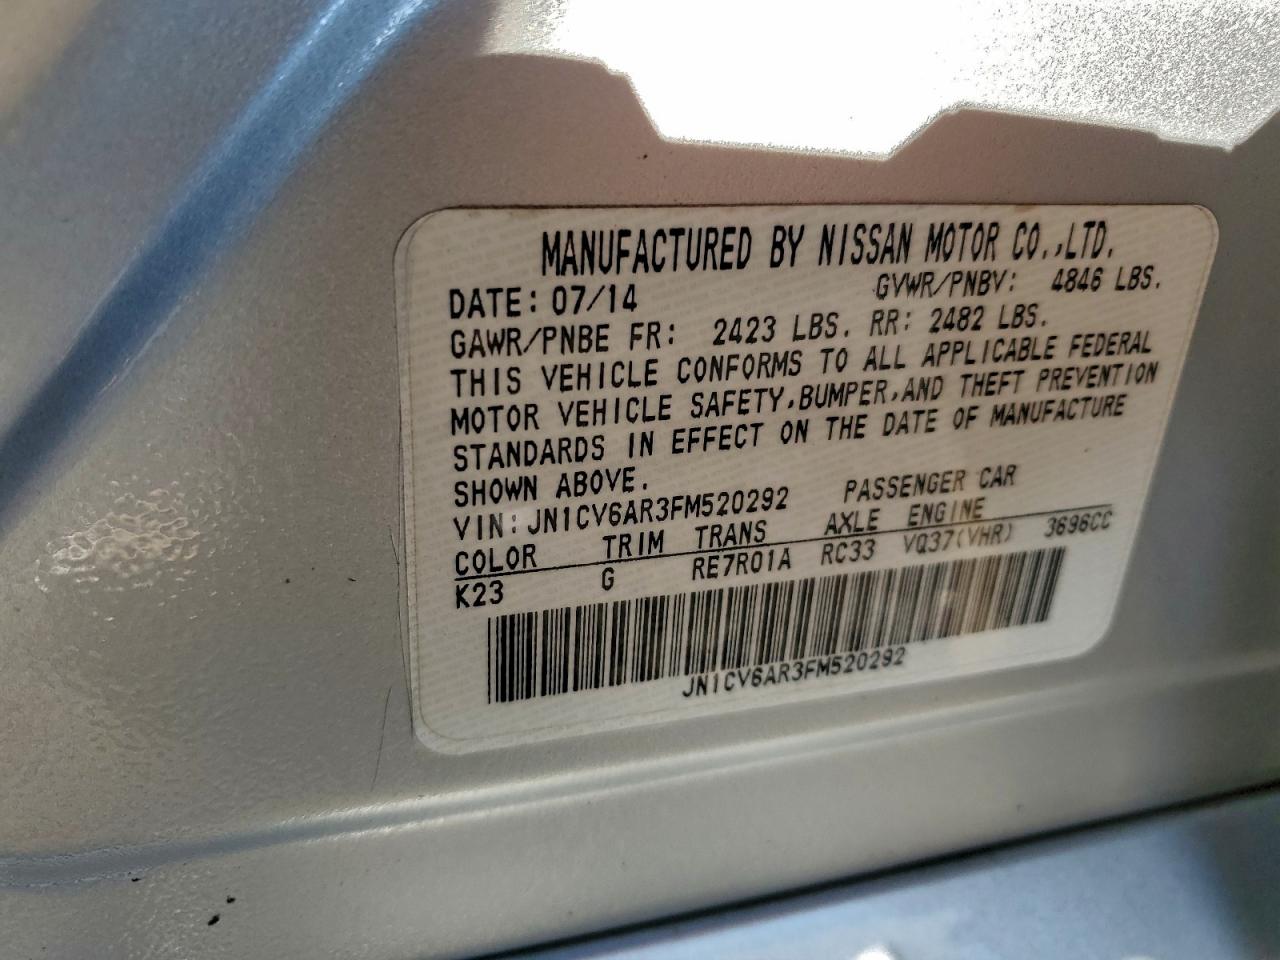 MANUFACTURED BY NISSAN MOTOR CO.,LTD.
DATE: 07/14 GVWR/PNBV: 4846 LBS.
GAWR/PNBE FR: 2423 LBS. RR: 2482 LBS.
THIS VEHICLE CONFORMS TO ALL APPLICABLE FEDERAL
MOTOR VEHICLE SAFETY,BUMPER,AND THEFT PREVENTION
STANDARDS IN EFFECT ON THE DATE OF MANUFACTURE
SHOWN ABOVE.
VIN: JN1CV6AR3FM520292 PASSENGER CAR
COLOR TRIM TRANS AXLE ENGINE
K23 G RE7R01A RC33 VQ37(VHR) 3696CC
JN1CV6AR3FM520292